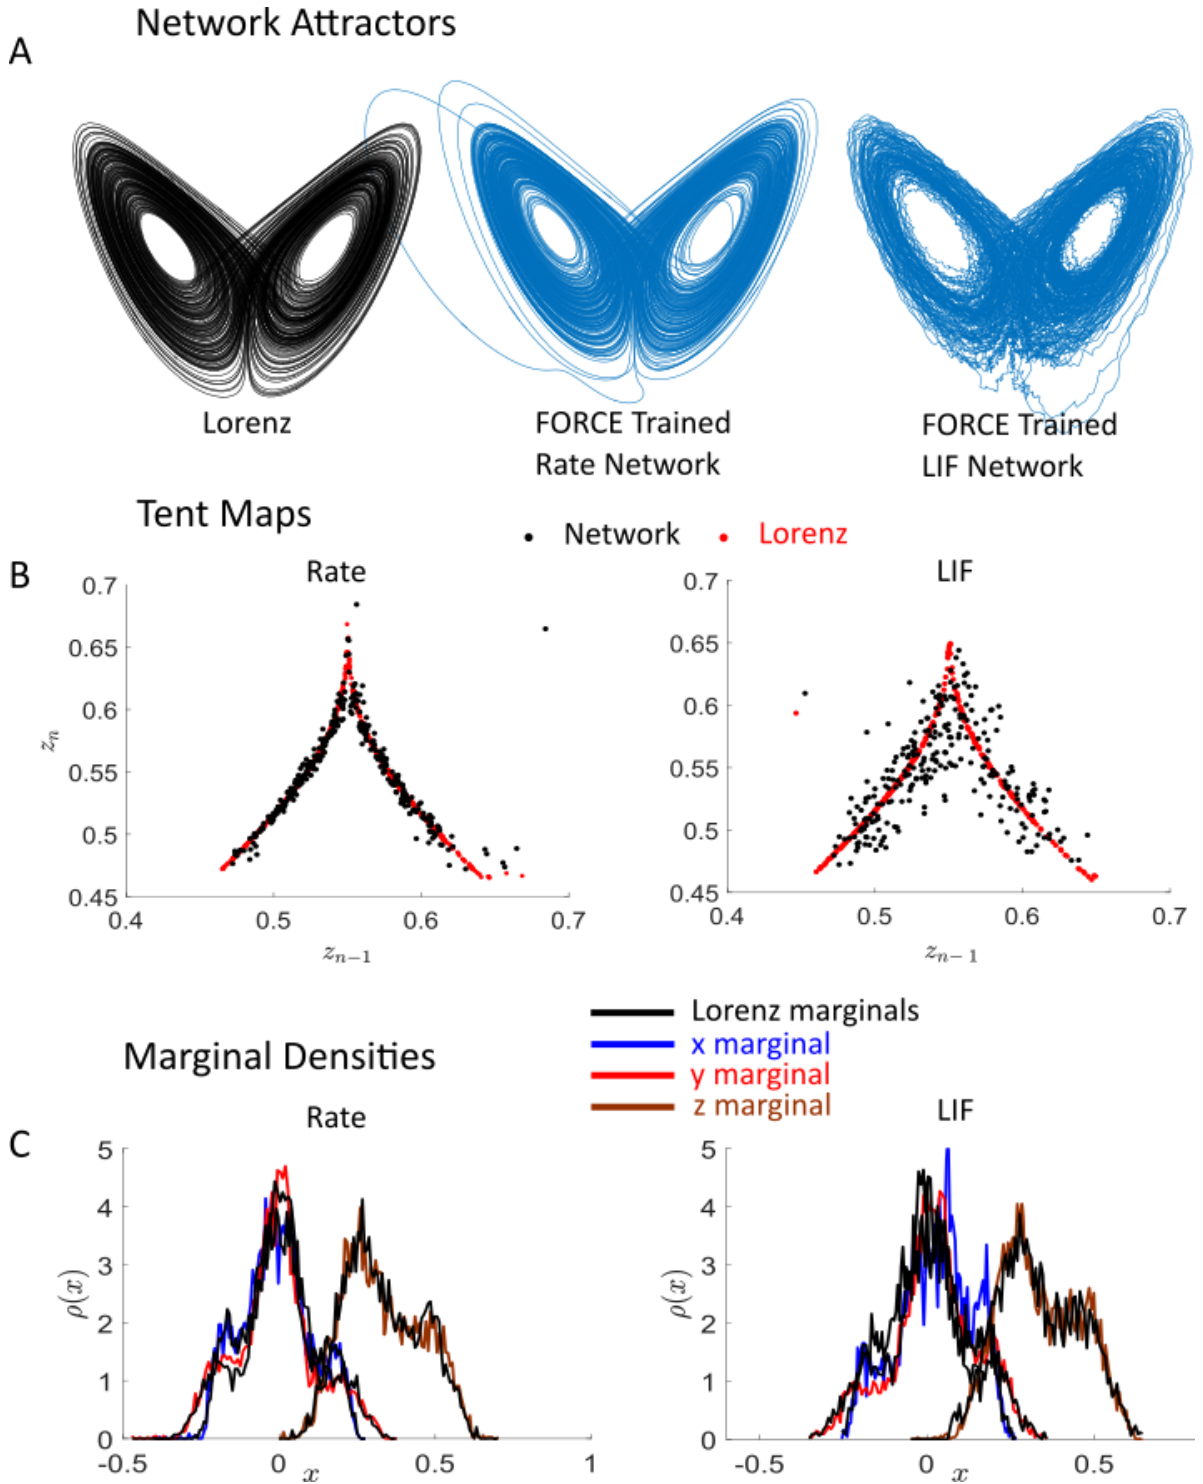 Network Attractors
A
Lorenz
FORCE Trained
Rate Network
FORCE Trained
LIF Network
Tent Maps
Network
Lorenz
B
Rate
0.7
0.65
0.6
0.55
0.5
0.45
0.4
0.5
0.6
0.7
z_n
z_{n−1}
LIF
0.7
0.65
0.6
0.55
0.5
0.45
0.4
0.5
0.6
0.7
z_{n−1}
Lorenz marginals
x marginal
y marginal
z marginal
Marginal Densities
C
Rate
5
4
3
2
1
0
ρ(x)
-0.5
0
0.5
1
x
LIF
5
4
3
2
1
0
ρ(x)
-0.5
0
0.5
x